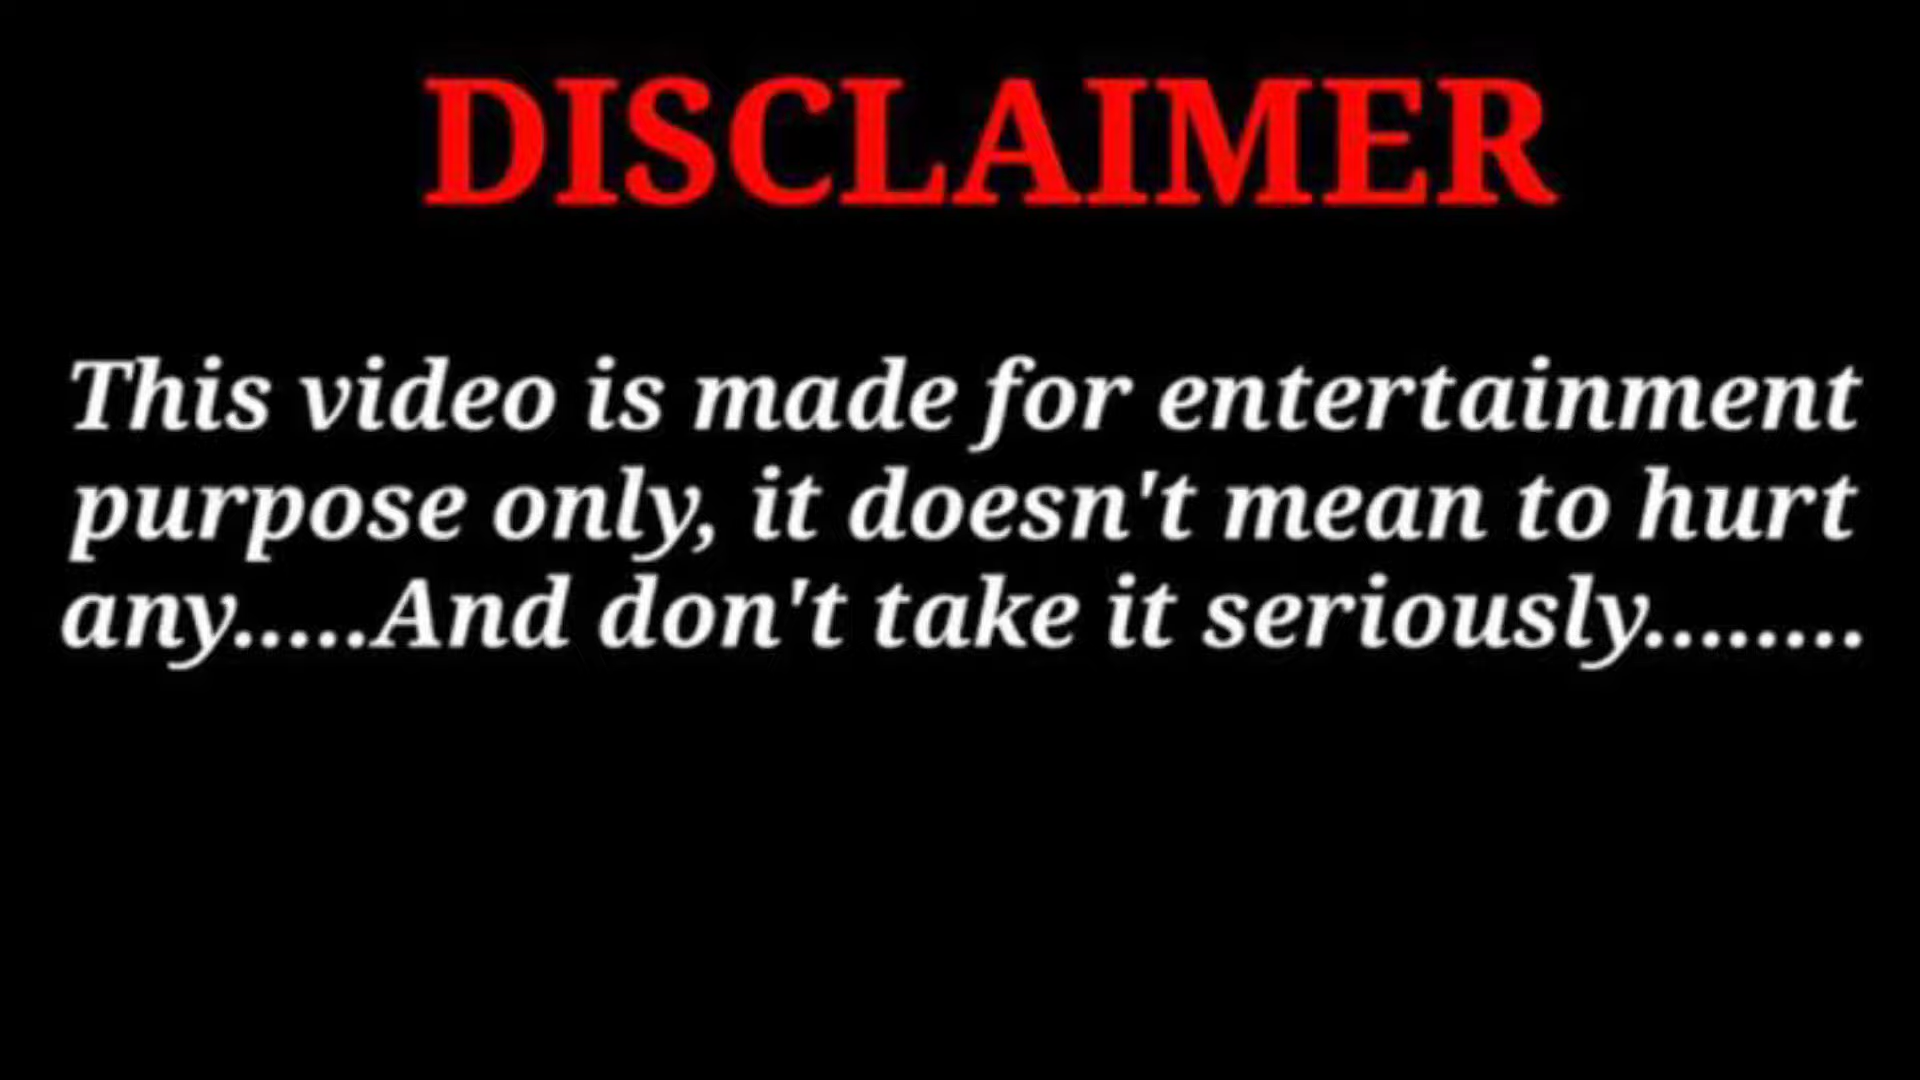 DISCLAIMER
This video is made for entertainment
purpose only, it doesn't mean to hurt
any.....And don't take it seriously........